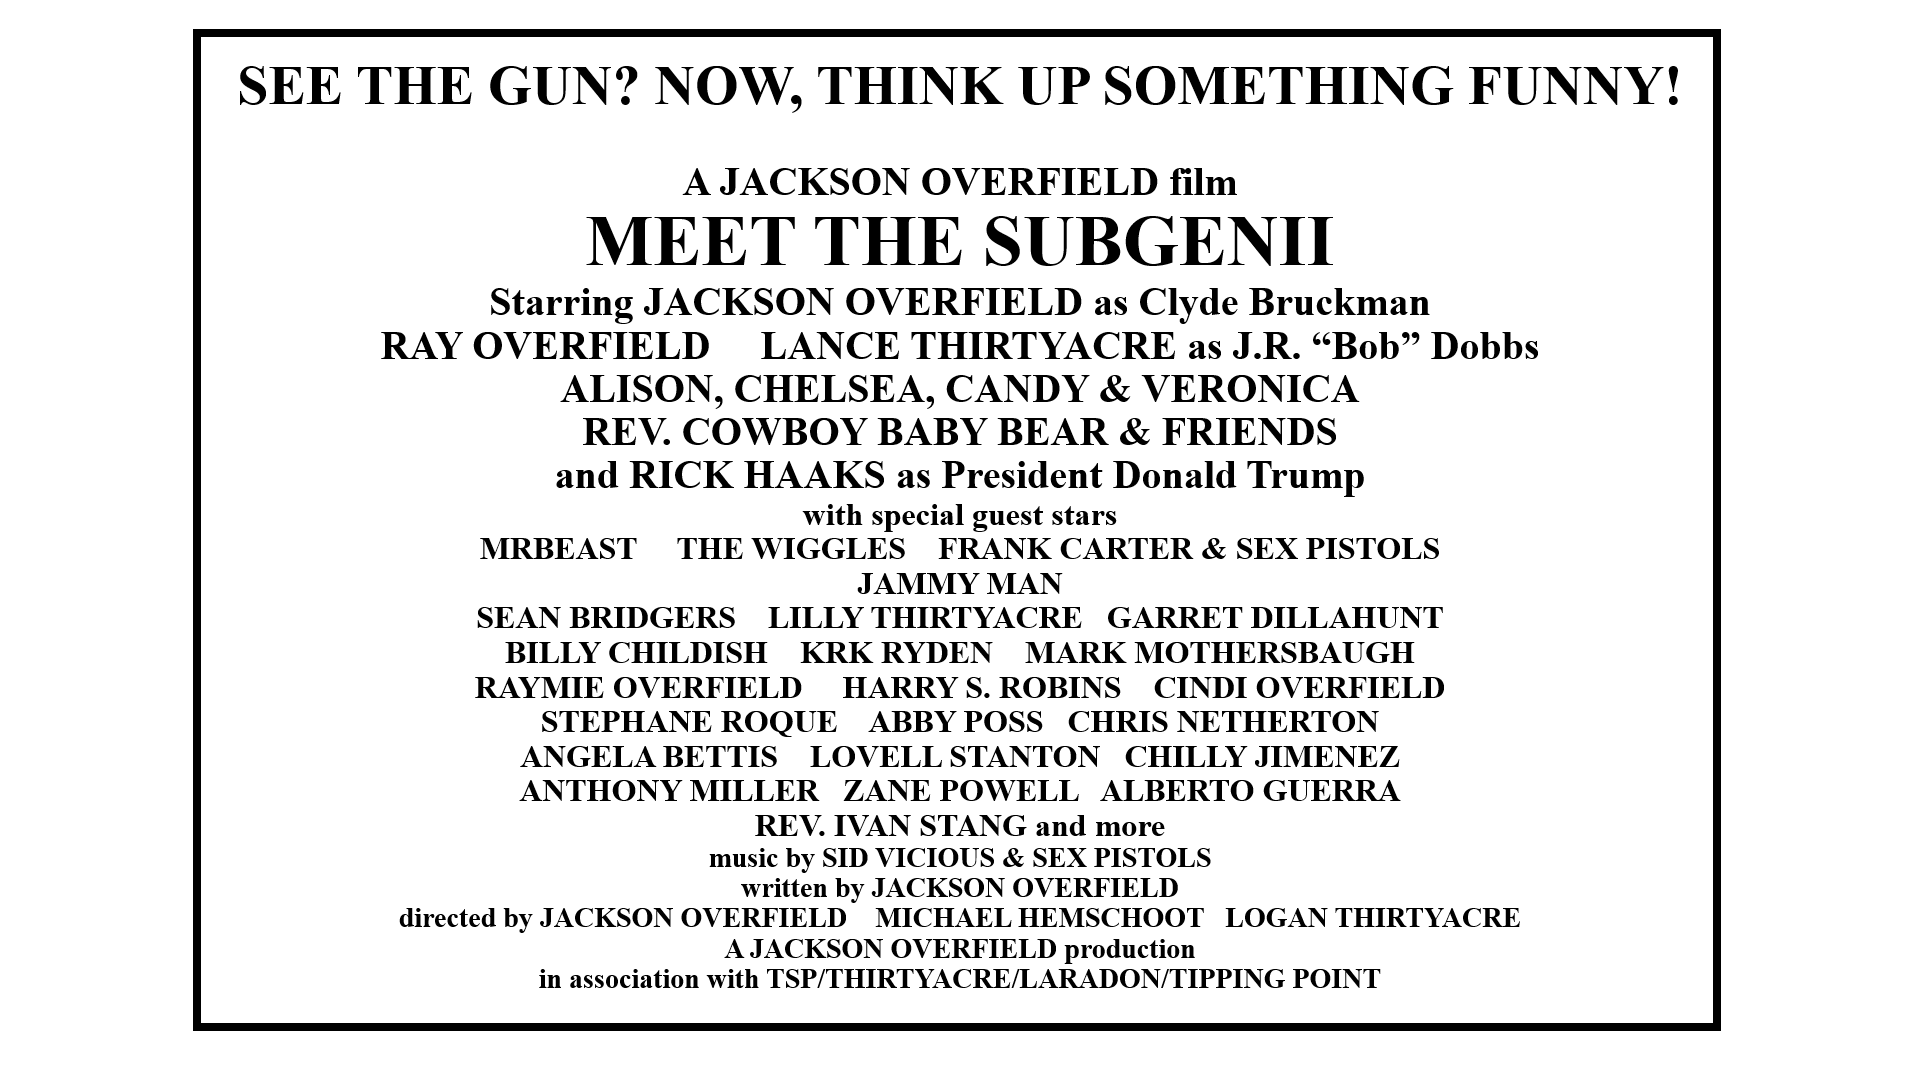 SEE THE GUN? NOW, THINK UP SOMETHING FUNNY!
A JACKSON OVERFIELD film
MEET THE SUBGENII
Starring JACKSON OVERFIELD as Clyde Bruckman
RAY OVERFIELD LANCE THIRTYACRE as J.R. “Bob” Dobbs
ALISON, CHELSEA, CANDY & VERONICA
REV. COWBOY BABY BEAR & FRIENDS
and RICK HAAKS as President Donald Trump
with special guest stars
MRBEAST THE WIGGLES FRANK CARTER & SEX PISTOLS
JAMMY MAN
SEAN BRIDGERS LILLY THIRTYACRE GARRET DILLAHUNT
BILLY CHILDISH KRK RYDEN MARK MOTHERSBAUGH
RAYMIE OVERFIELD HARRY S. ROBINS CINDI OVERFIELD
STEPHANE ROQUE ABBY POSS CHRIS NETHERTON
ANGELA BETTIS LOVELL STANTON CHILLY JIMENEZ
ANTHONY MILLER ZANE POWELL ALBERTO GUERRA
REV. IVAN STANG and more
music by SID VICIOUS & SEX PISTOLS
written by JACKSON OVERFIELD
directed by JACKSON OVERFIELD MICHAEL HEMSCHOOT LOGAN THIRTYACRE
A JACKSON OVERFIELD production
in association with TSP/THIRTYACRE/LARADON/TIPPING POINT